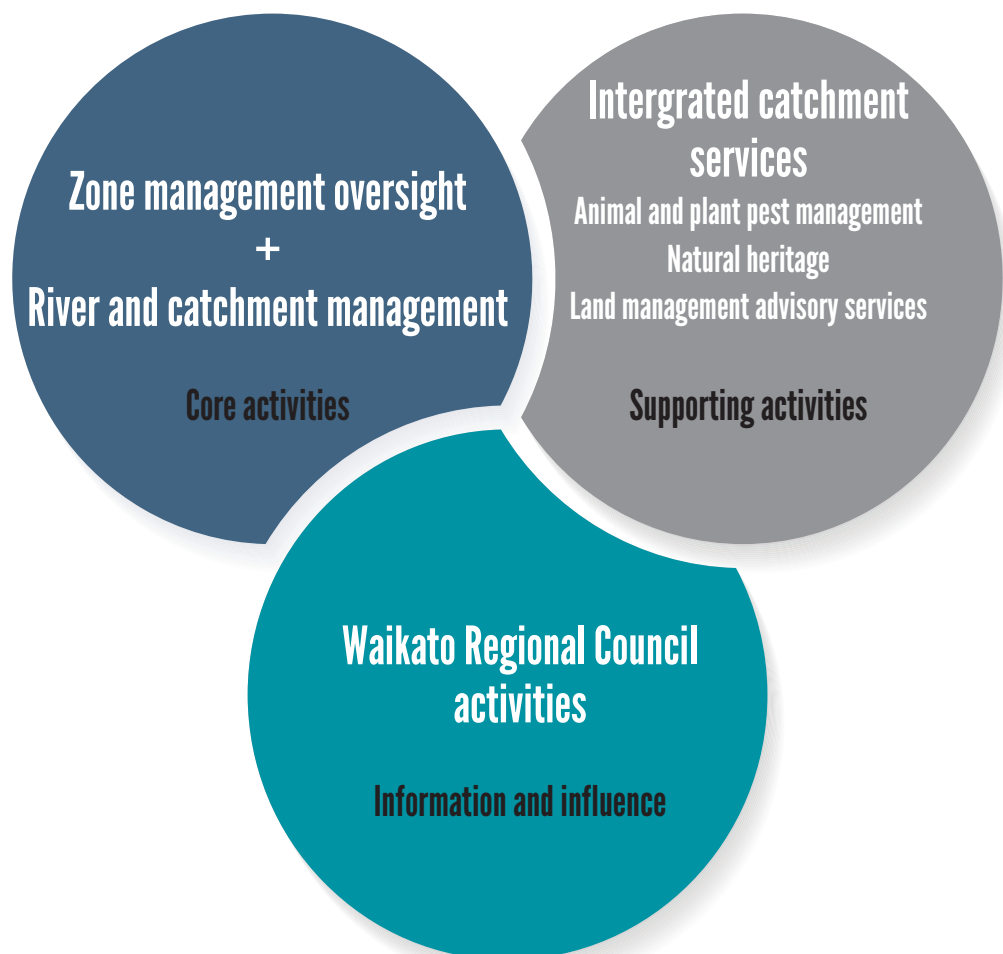 Zone management oversight
+
River and catchment management
Core activities
Intergrated catchment
services
Animal and plant pest management
Natural heritage
Land management advisory services
Supporting activities
Waikato Regional Council
activities
Information and influence